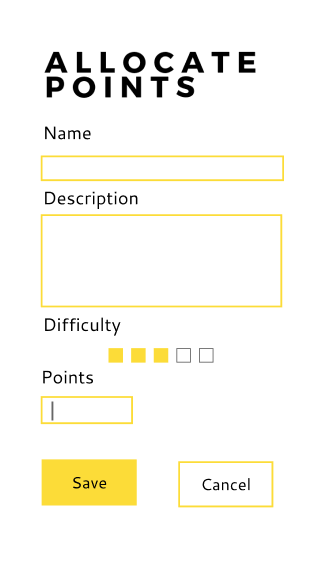 ALLOCATE
POINTS
Name
Description
Difficulty
Points
Save
Cancel